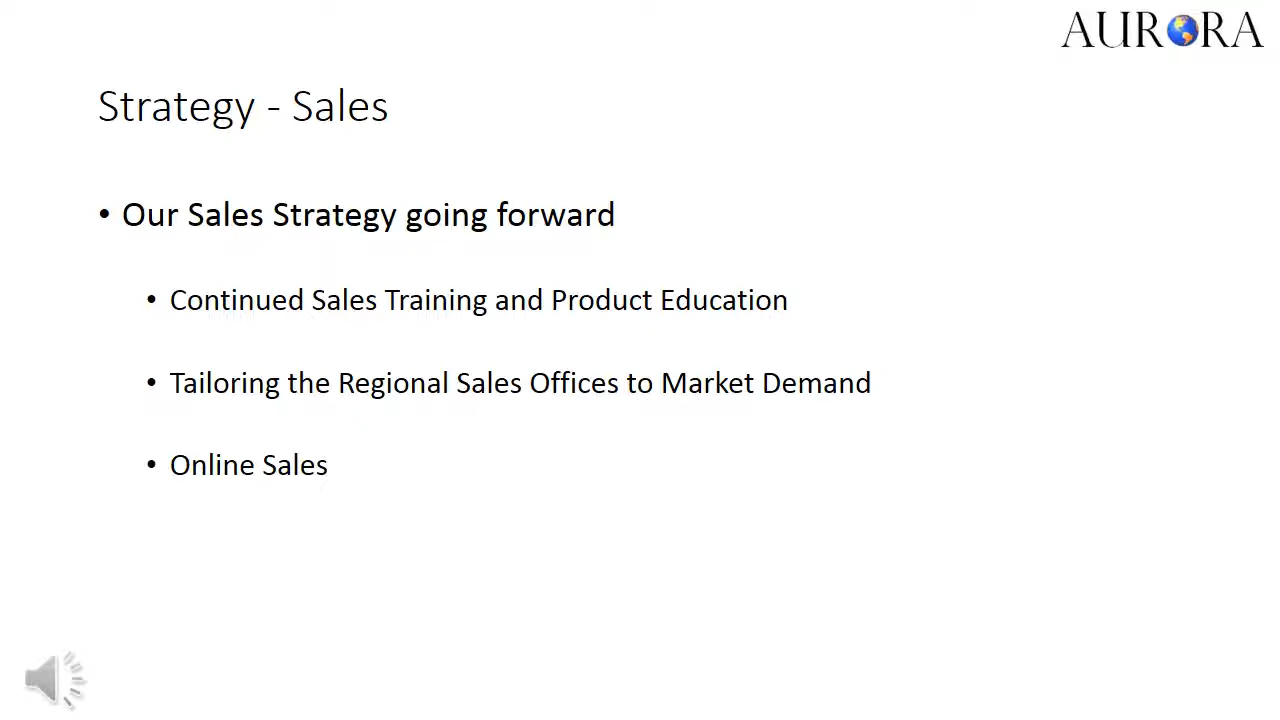 AURORA
Strategy - Sales
• Our Sales Strategy going forward
• Continued Sales Training and Product Education
• Tailoring the Regional Sales Offices to Market Demand
• Online Sales